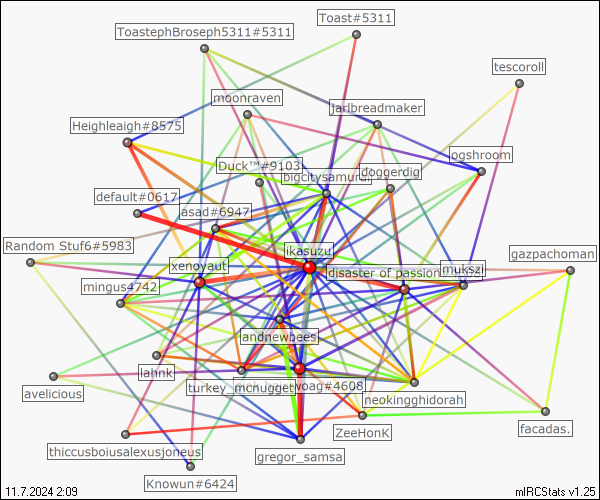 Toast#5311
ToastephBroseph5311#5311
tescoroll
moonraven
jarlbreadmaker
Heighleaigh#8575
ogshroom
Duck™#9103
doggerdig
bigcitysamurai
default#0617
asad#6947
Random Stuf6#5983
likasuzu
gazpachoman
xenoyaut
disaster of passion
mukszi
mingus4742
andnewbees
lahnk
turkey_mcnugget
voag#4608
avelicious
neokingghidorah
ZeeHonK
facadas.
thiccusboiusalexusjoneus
gregor_samsa
Knowun#6424
11.7.2024 2:09
mIRCStats v1.25